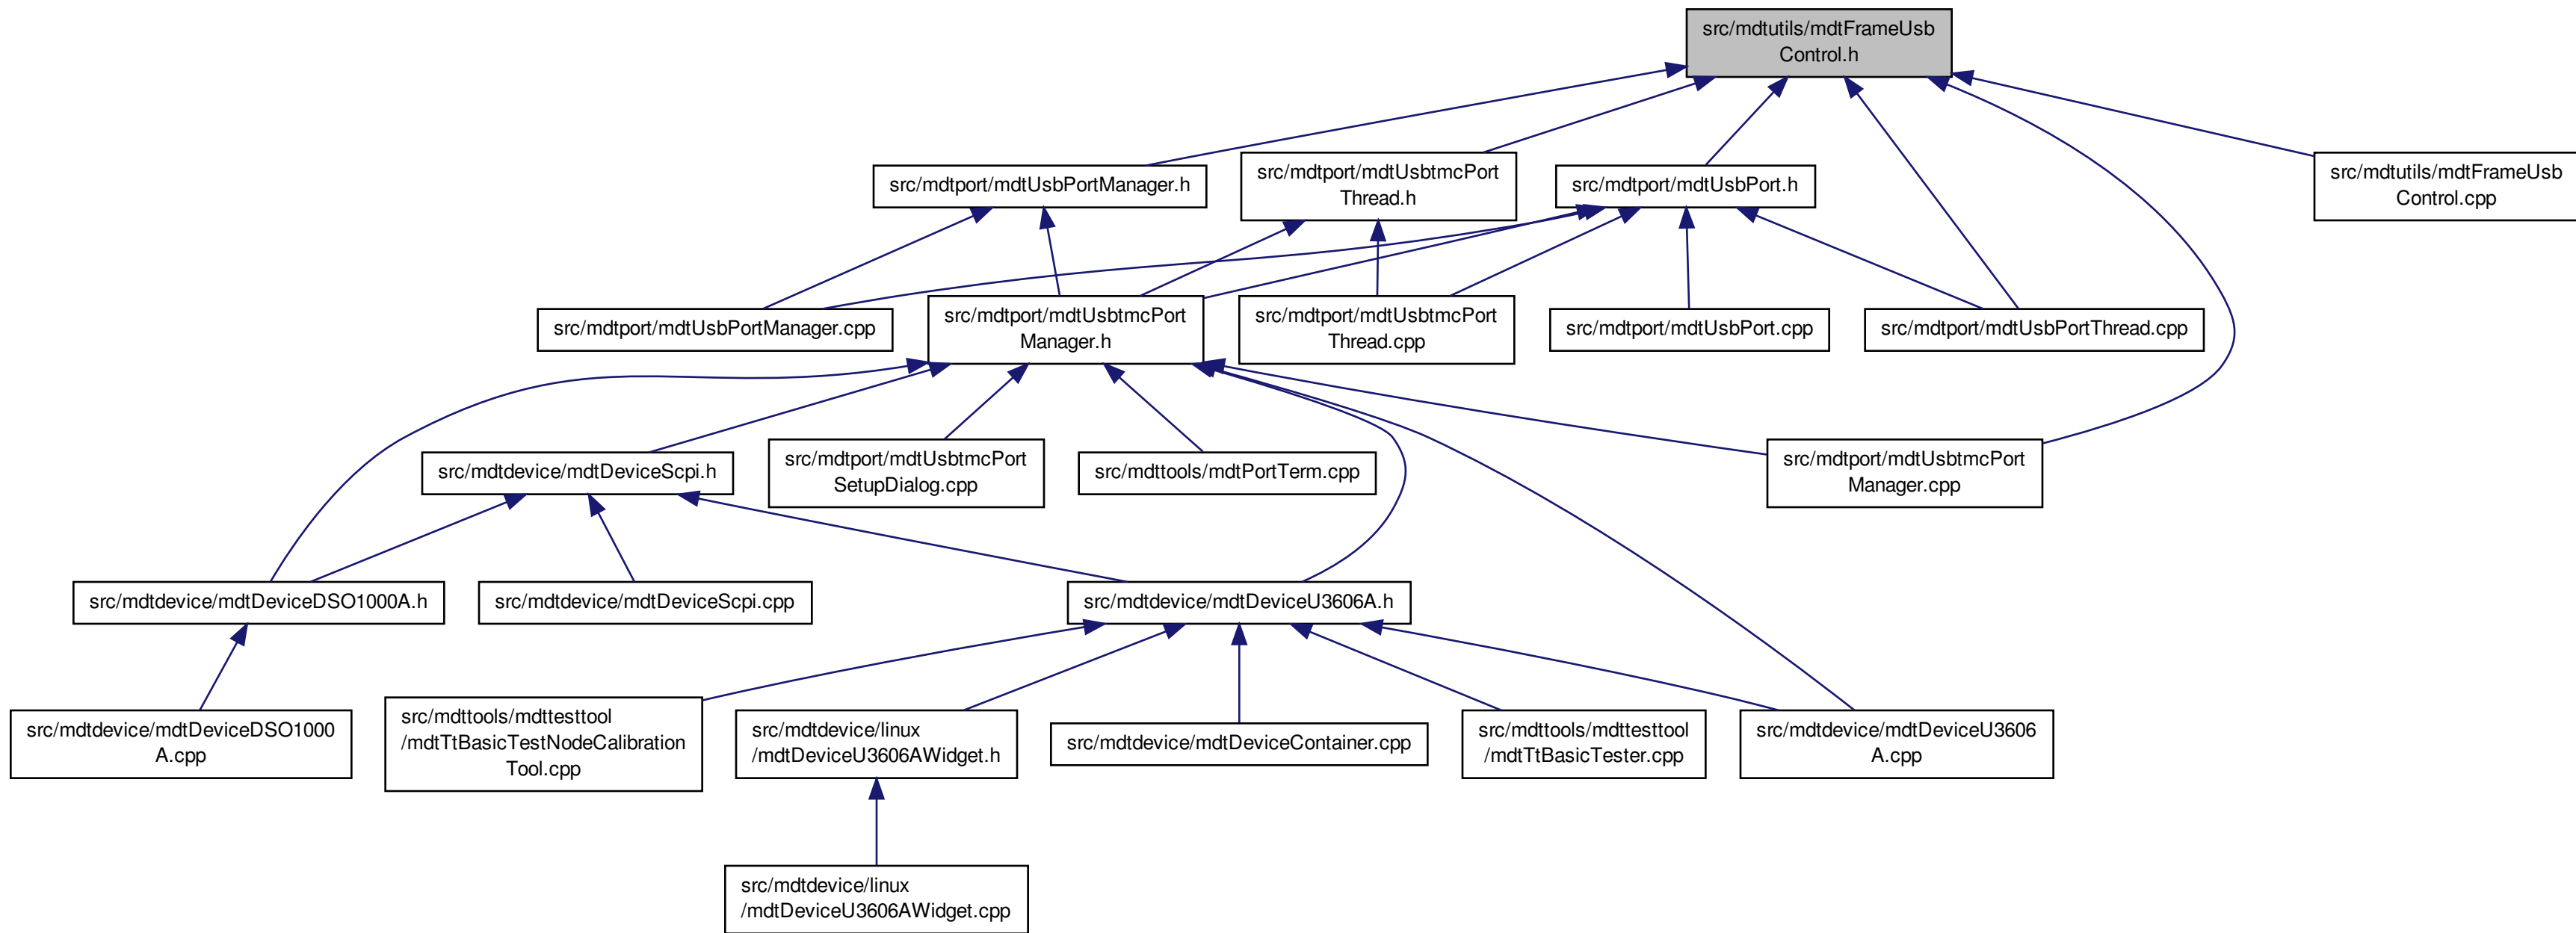 src/mdtutils/mdtFrameUsb
Control.h
src/mdtport/mdtUsbPortManager.h
src/mdtport/mdtUsbtmcPort
Thread.h
src/mdtport/mdtUsbPort.h
src/mdtutils/mdtFrameUsb
Control.cpp
src/mdtport/mdtUsbPortManager.cpp
src/mdtport/mdtUsbtmcPort
Manager.h
src/mdtport/mdtUsbtmcPort
Thread.cpp
src/mdtport/mdtUsbPort.cpp
src/mdtport/mdtUsbPortThread.cpp
src/mdtdevice/mdtDeviceScpi.h
src/mdtport/mdtUsbtmcPort
SetupDialog.cpp
src/mdttools/mdtPortTerm.cpp
src/mdtport/mdtUsbtmcPort
Manager.cpp
src/mdtdevice/mdtDeviceDSO1000A.h
src/mdtdevice/mdtDeviceScpi.cpp
src/mdtdevice/mdtDeviceU3606A.h
src/mdtdevice/mdtDeviceDSO1000
A.cpp
src/mdttools/mdttesttool
/mdtTtBasicTestNodeCalibration
Tool.cpp
src/mdtdevice/linux
/mdtDeviceU3606AWidget.h
src/mdtdevice/mdtDeviceContainer.cpp
src/mdttools/mdttesttool
/mdtTtBasicTester.cpp
src/mdtdevice/mdtDeviceU3606
A.cpp
src/mdtdevice/linux
/mdtDeviceU3606AWidget.cpp